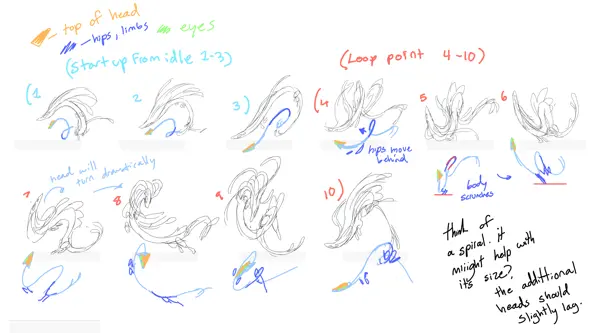 top of head
hips, limbs
eyes
(Start up from idle 1-3)
(Loop point 4-10)
(1
2
3)
(4
5
6
hips move
behind
body
scrunches
head will
turn dramatically
7
8
9
10)
think of
a spiral. it
miight help with
it's size?
the additional
heads should
slightly lag.